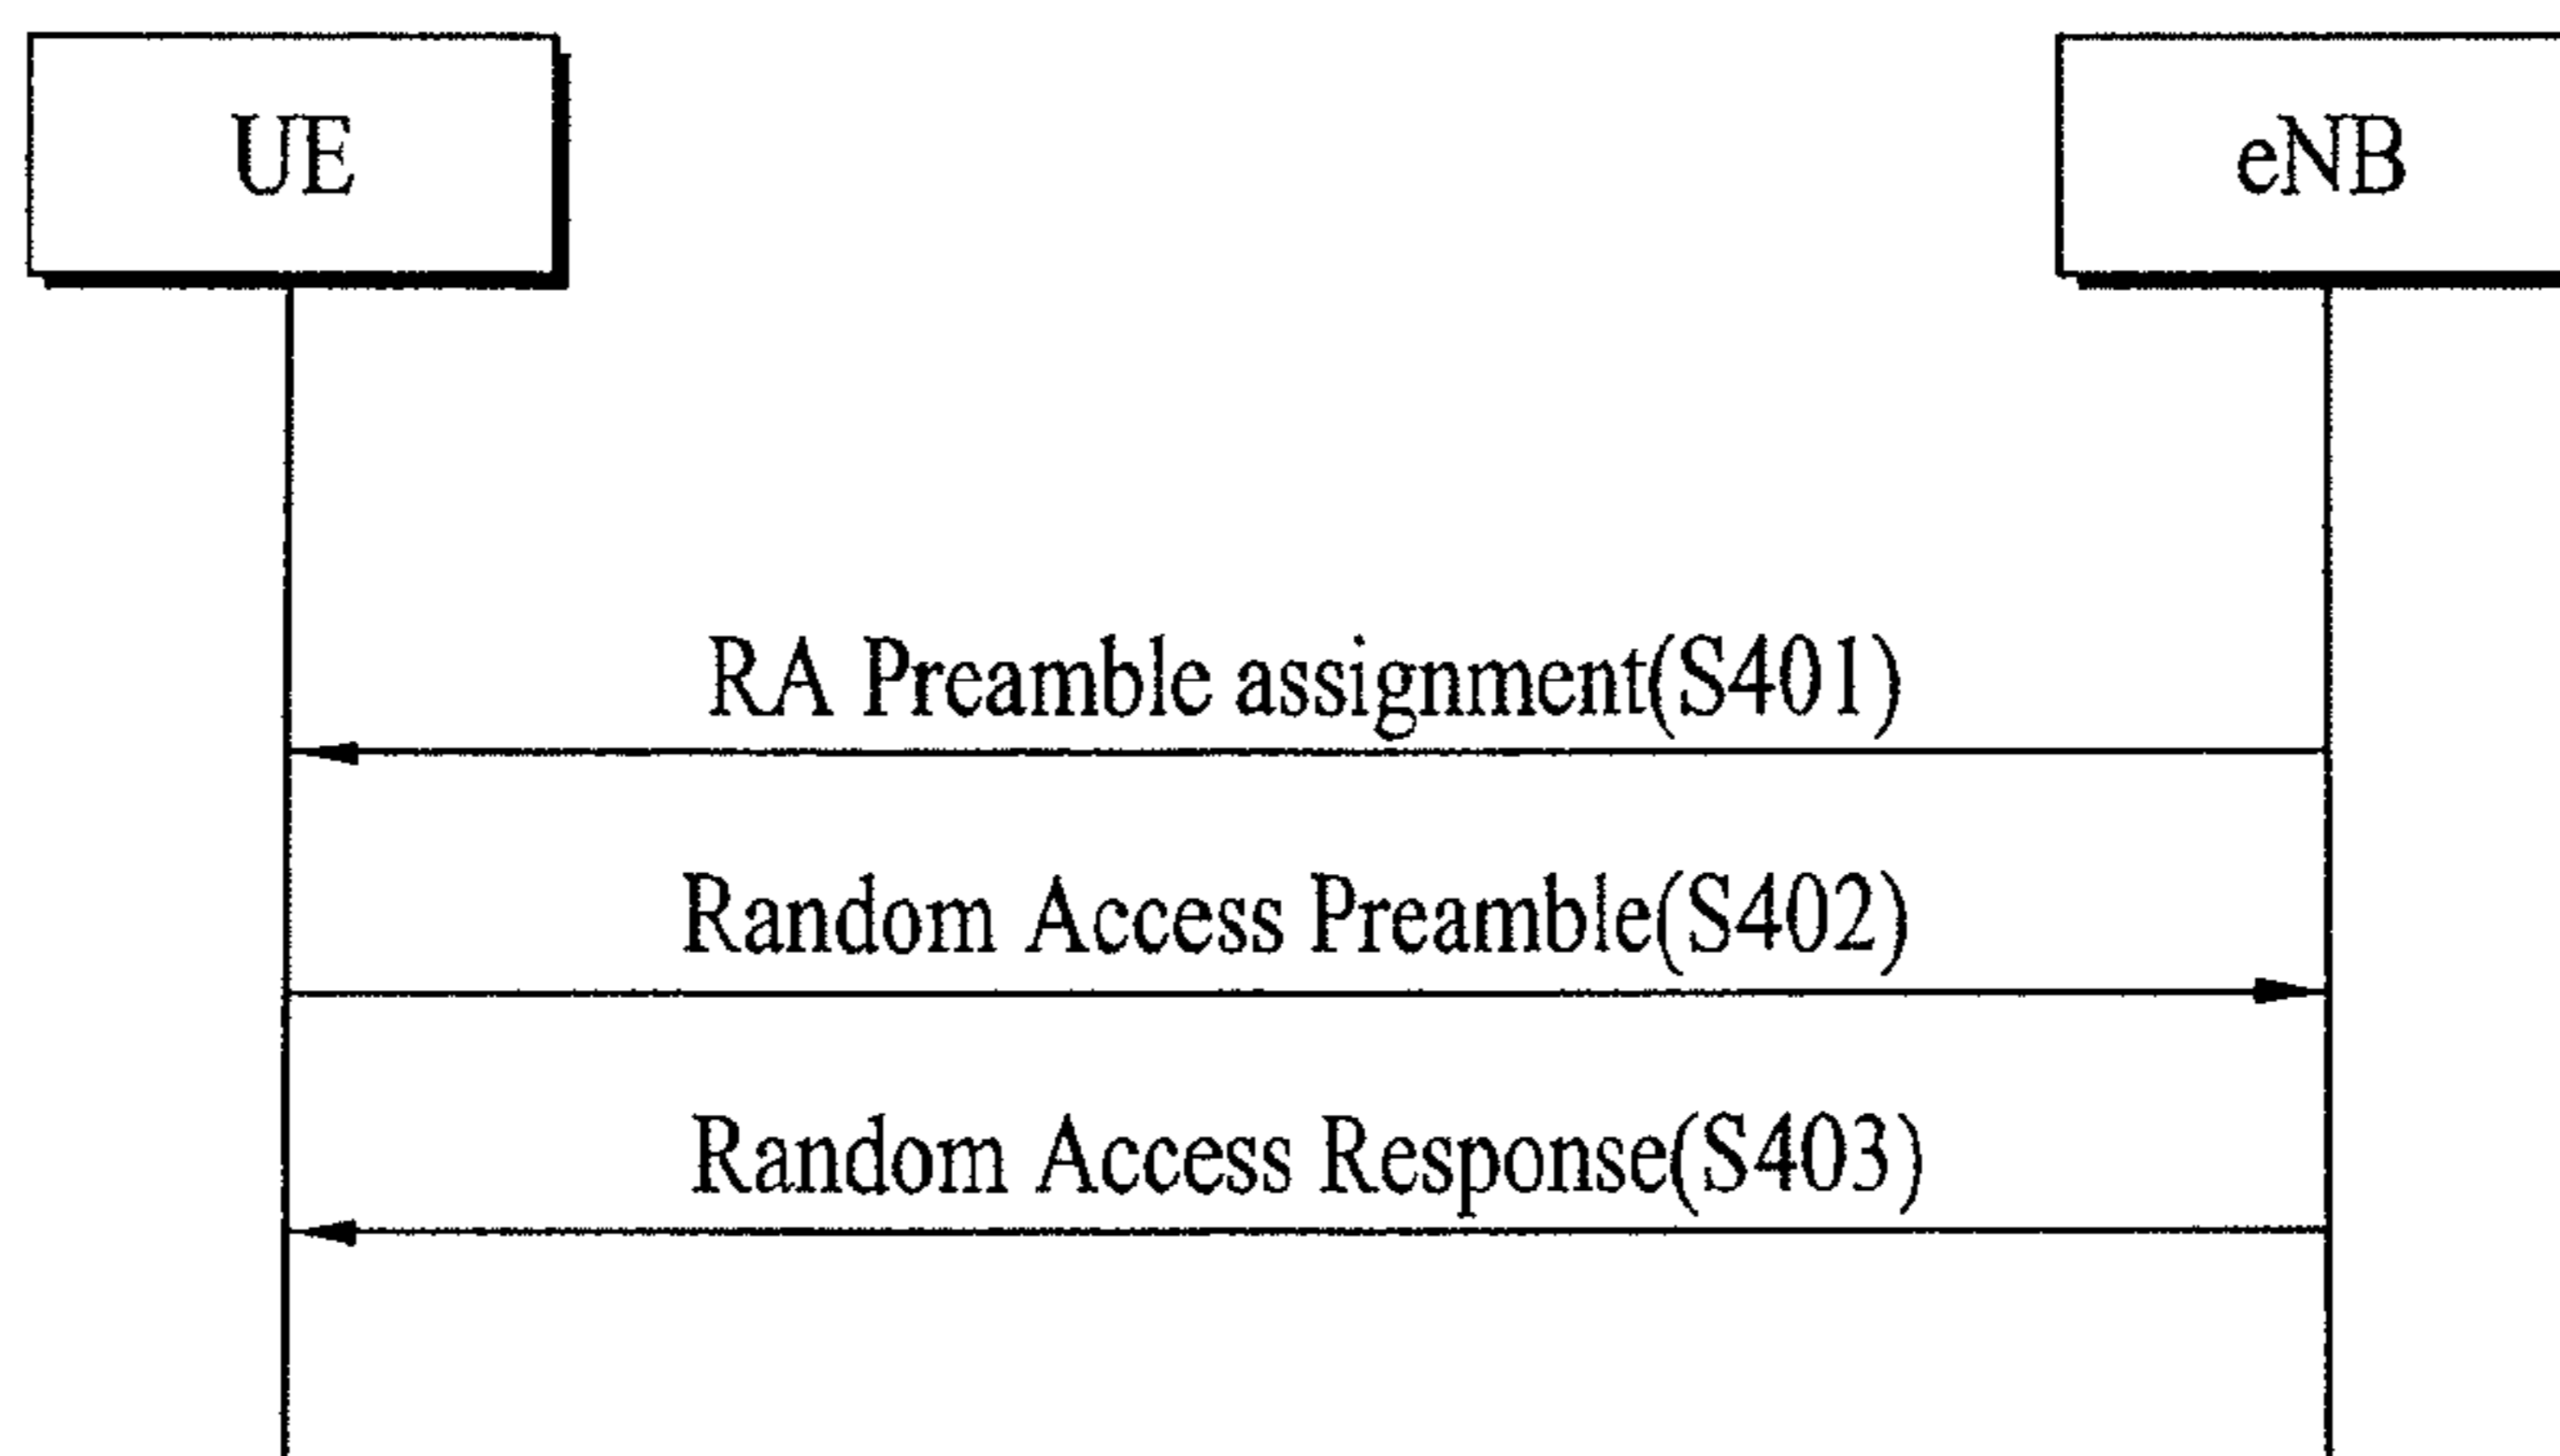 UE
eNB
RA Preamble assignment(S401)
Random Access Preamble(S402)
Random Access Response(S403)